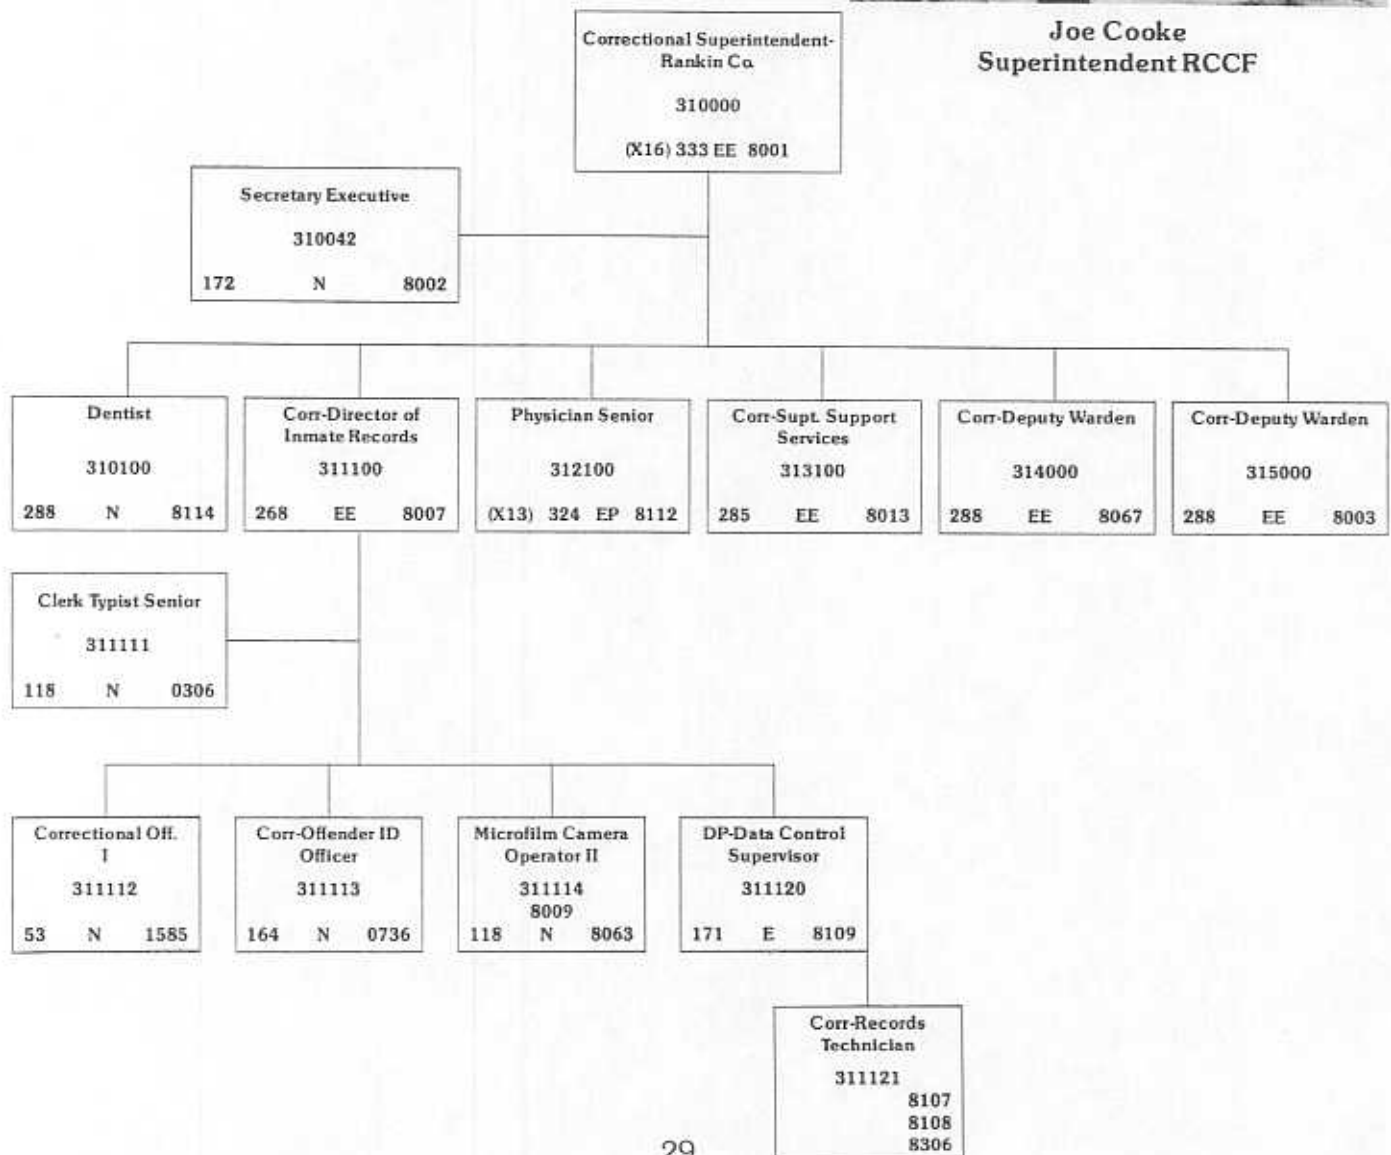 Joe Cooke
Superintendent RCCF
Correctional Superintendent-
Rankin Co.
310000
(X16) 333 EE 8001
Secretary Executive
310042
172 N 8002
Dentist
310100
288 N 8114
Corr-Director of
Inmate Records
311100
268 EE 8007
Physician Senior
312100
(X13) 324 EP 8112
Corr-Supt. Support
Services
313100
285 EE 8013
Corr-Deputy Warden
314000
288 EE 8067
Corr-Deputy Warden
315000
288 EE 8003
Clerk Typist Senior
311111
118 N 0306
Correctional Off.
I
311112
53 N 1585
Corr-Offender ID
Officer
311113
164 N 0736
Microfilm Camera
Operator II
311114
8009
118 N 8063
DP-Data Control
Supervisor
311120
171 E 8109
Corr-Records
Technician
311121
8107
8108
8306
29